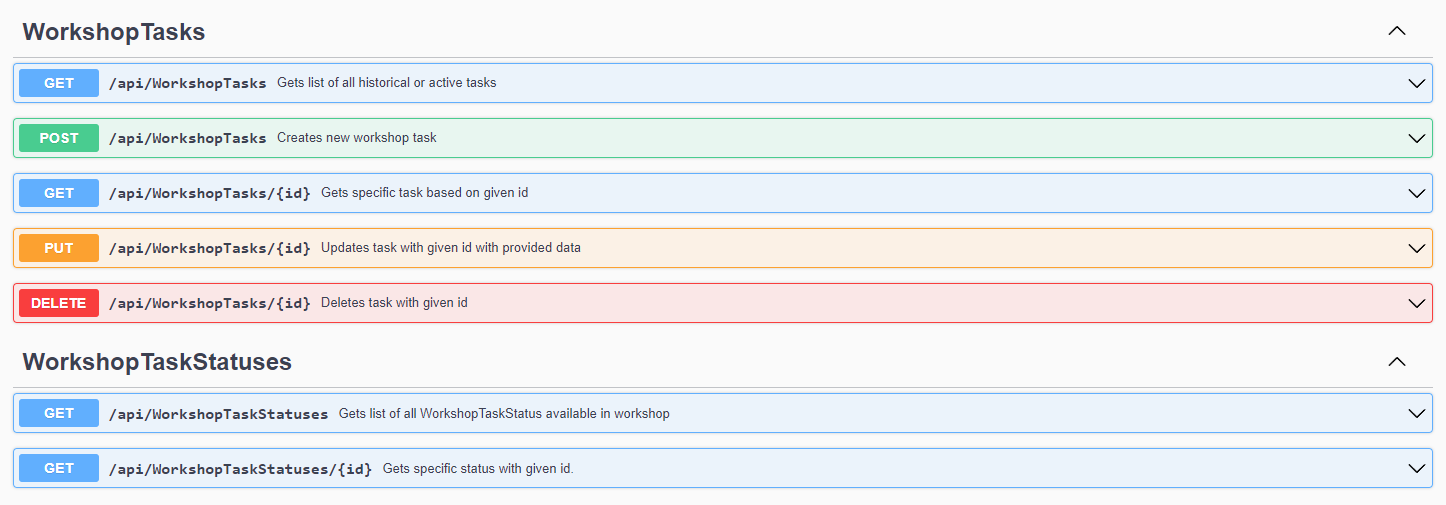 WorkshopTasks
GET /api/WorkshopTasks Gets list of all historical or active tasks
POST /api/WorkshopTasks Creates new workshop task
GET /api/WorkshopTasks/{id} Gets specific task based on given id
PUT /api/WorkshopTasks/{id} Updates task with given id with provided data
DELETE /api/WorkshopTasks/{id} Deletes task with given id
WorkshopTaskStatuses
GET /api/WorkshopTaskStatuses Gets list of all WorkshopTaskStatus available in workshop
GET /api/WorkshopTaskStatuses/{id} Gets specific status with given id.